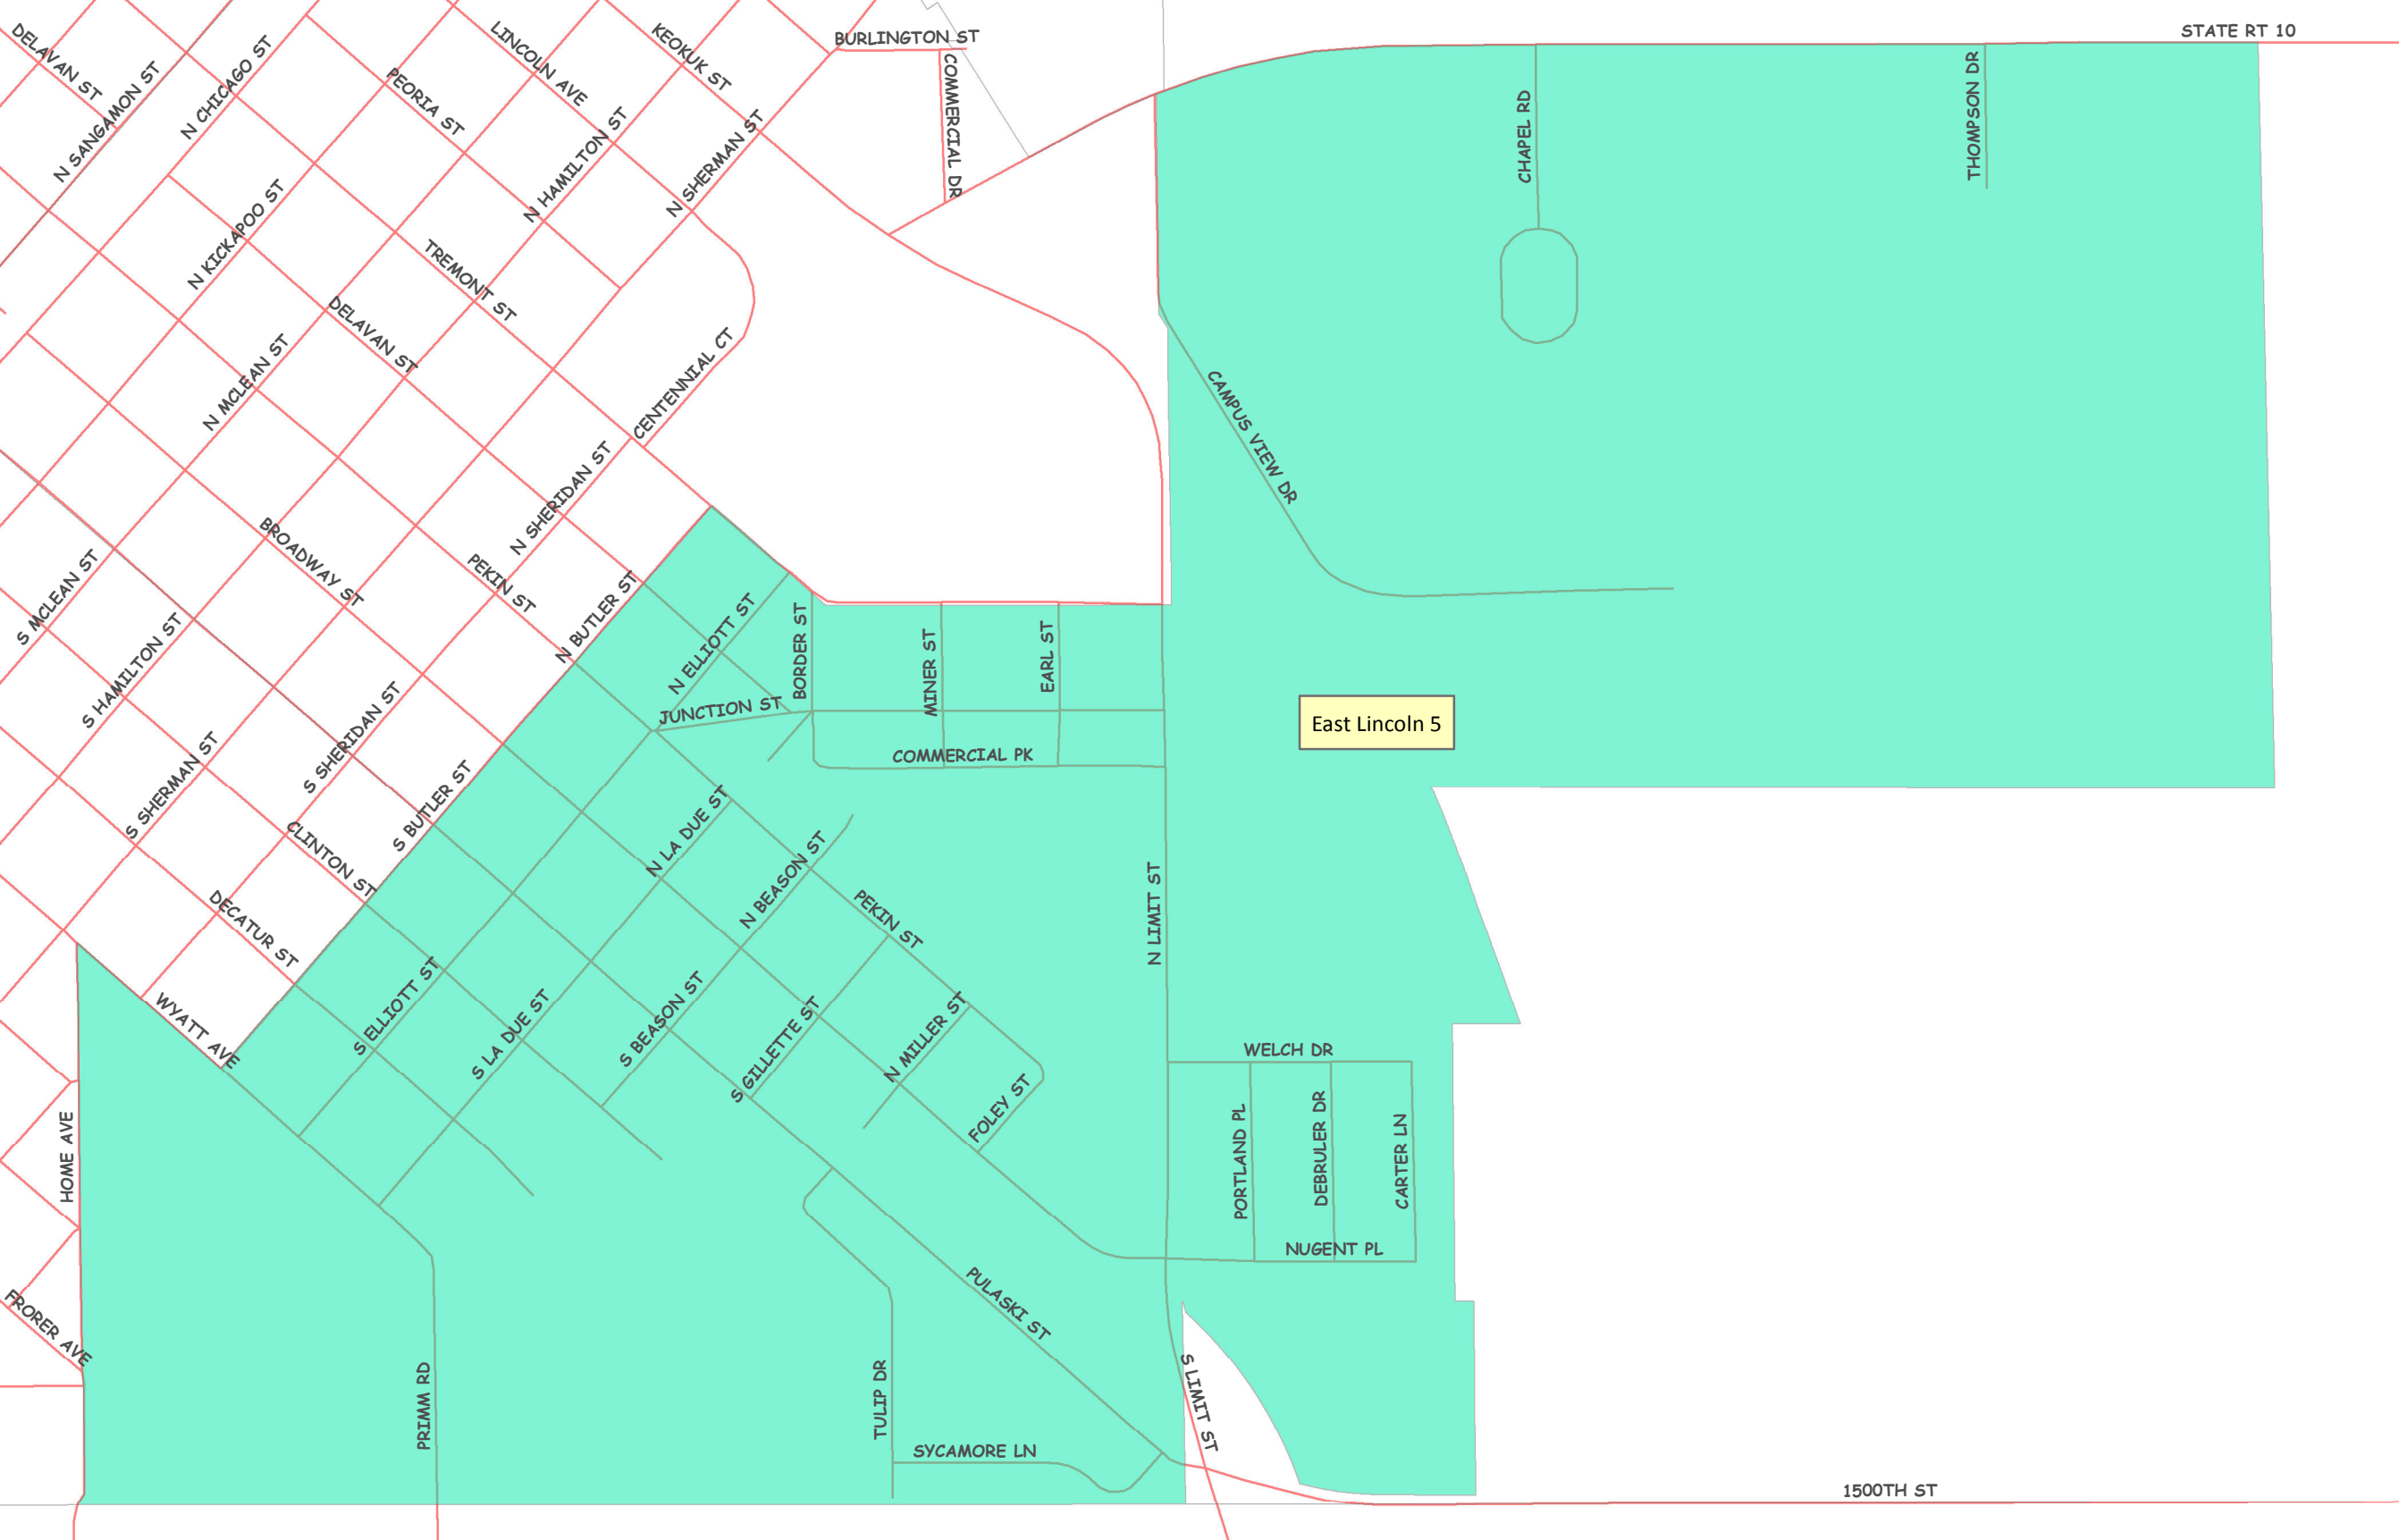 STATE RT 10
DELAVAN ST
N SANGAMON ST
N CHICAGO ST
PEORIA ST
LINCOLN AVE
KEOKUK ST
BURLINGTON ST
COMMERCIAL DR
CHAPEL RD
THOMPSON DR
N KICKAPOO ST
N HAMILTON ST
N SHERMAN ST
TREMONT ST
DELAVAN ST
N MCLEAN ST
CENTENNIAL CT
CAMPUS VIEW DR
N SHERIDAN ST
BROADWAY ST
PEKIN ST
S MCLEAN ST
N BUTLER ST
N ELLIOTT ST
BORDER ST
MINER ST
EARL ST
S HAMILTON ST
JUNCTION ST
East Lincoln 5
S SHERIDAN ST
COMMERCIAL PK
S SHERMAN ST
S BUTLER ST
N LA DUE ST
CLINTON ST
N BEASON ST
PEKIN ST
N LIMIT ST
DECATUR ST
WYATT AVE
S ELLIOTT ST
S LA DUE ST
S BEASON ST
S GILLETTE ST
N MILLER ST
WELCH DR
FOLEY ST
HOME AVE
PORTLAND PL
DEBRULER DR
CARTER LN
NUGENT PL
FRORER AVE
PULASKI ST
PRIMM RD
TULIP DR
S LIMIT ST
SYCAMORE LN
1500TH ST